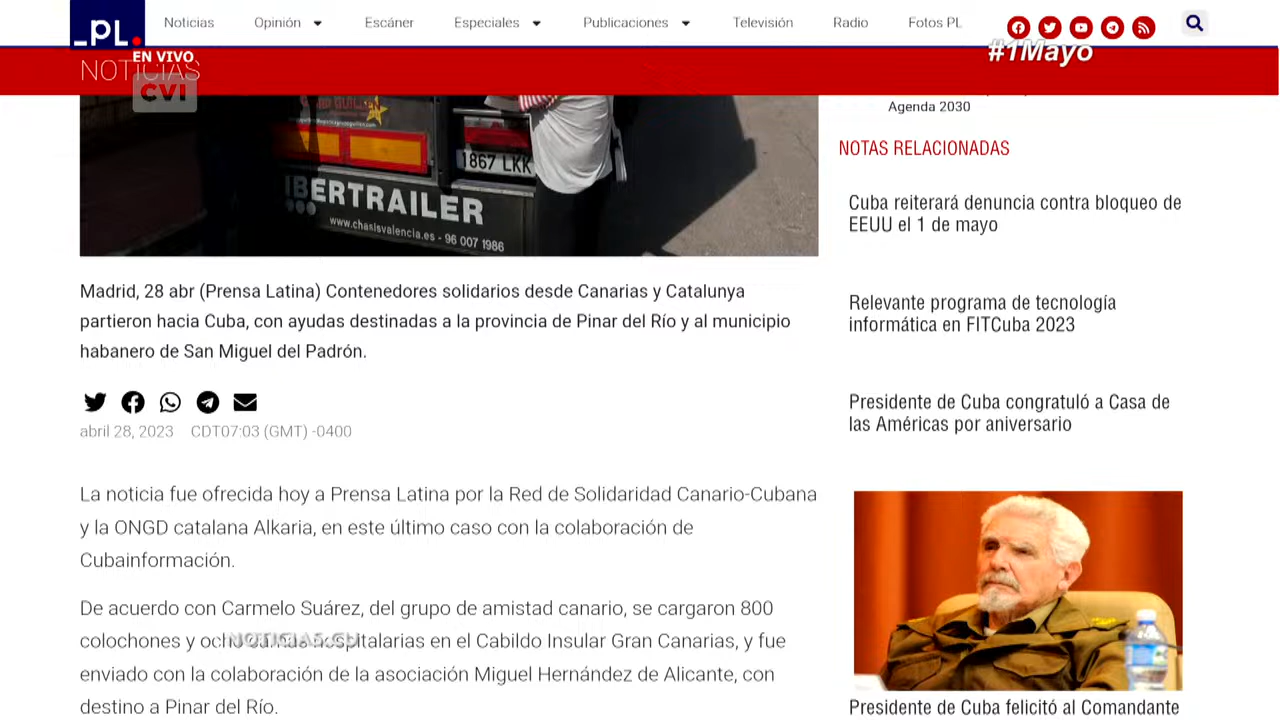 _PL.
Noticias
Opinión
Escáner
Especiales
Publicaciones
Televisión
Radio
Fotos PL
EN VIVO
NOTICIAS
CVi
#1Mayo
Agenda 2030
1867 LKK
BERTRAILER
www.chasisvalencia.es - 96 007 1986
Madrid, 28 abr (Prensa Latina) Contenedores solidarios desde Canarias y Catalunya
partieron hacia Cuba, con ayudas destinadas a la provincia de Pinar del Río y al municipio
habanero de San Miguel del Padrón.
abril 28, 2023 CDT07:03 (GMT) -0400
La noticia fue ofrecida hoy a Prensa Latina por la Red de Solidaridad Canario-Cubana
y la ONGD catalana Alkaria, en este último caso con la colaboración de
Cubainformación.
De acuerdo con Carmelo Suárez, del grupo de amistad canario, se cargaron 800
colochones y ocho camas hospitalarias en el Cabildo Insular Gran Canarias, y fue
enviado con la colaboración de la asociación Miguel Hernández de Alicante, con
destino a Pinar del Río.
NOTICIAS.CU
NOTAS RELACIONADAS
Cuba reiterará denuncia contra bloqueo de
EEUU el 1 de mayo
Relevante programa de tecnología
informática en FITCuba 2023
Presidente de Cuba congratuló a Casa de
las Américas por aniversario
Presidente de Cuba felicitó al Comandante